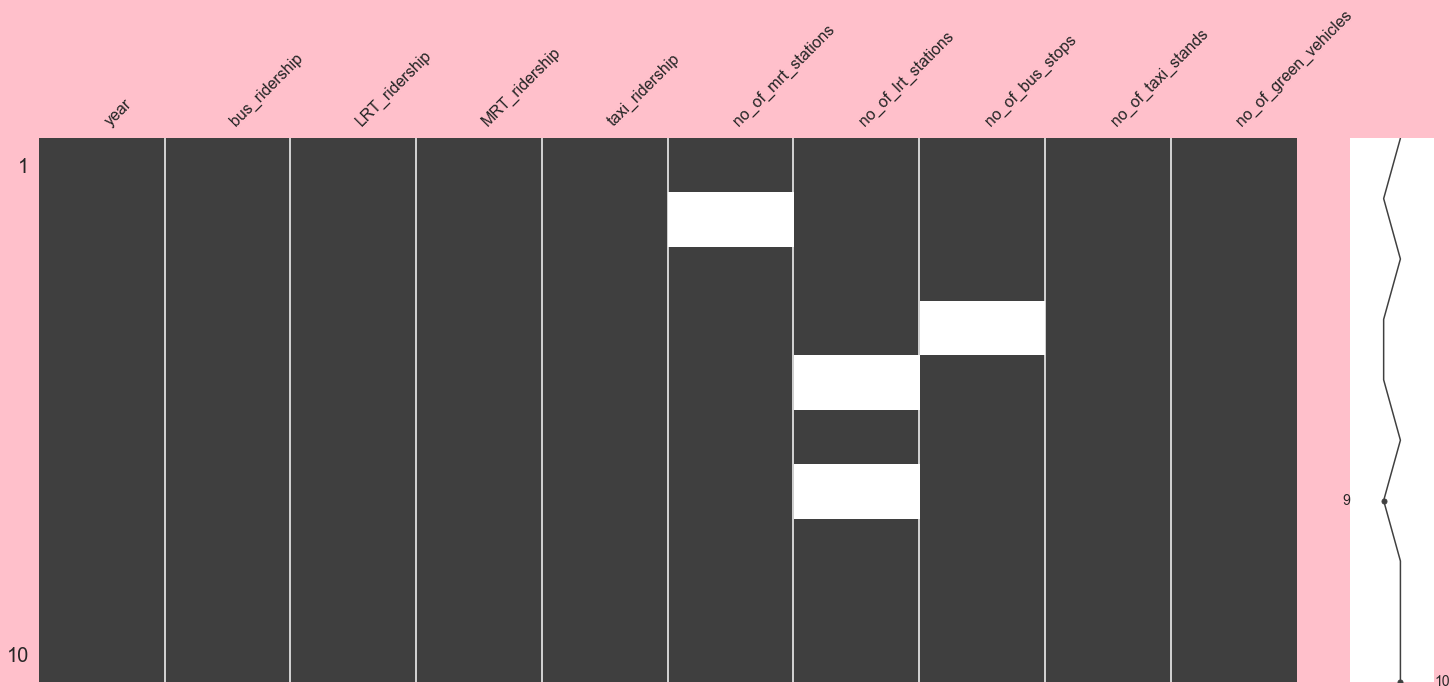 year
bus_ridership
LRT_ridership
MRT_ridership
taxi_ridership
no_of_mrt_stations
no_of_lrt_stations
no_of_bus_stops
no_of_taxi_stands
no_of_green_vehicles
1
9
10
10